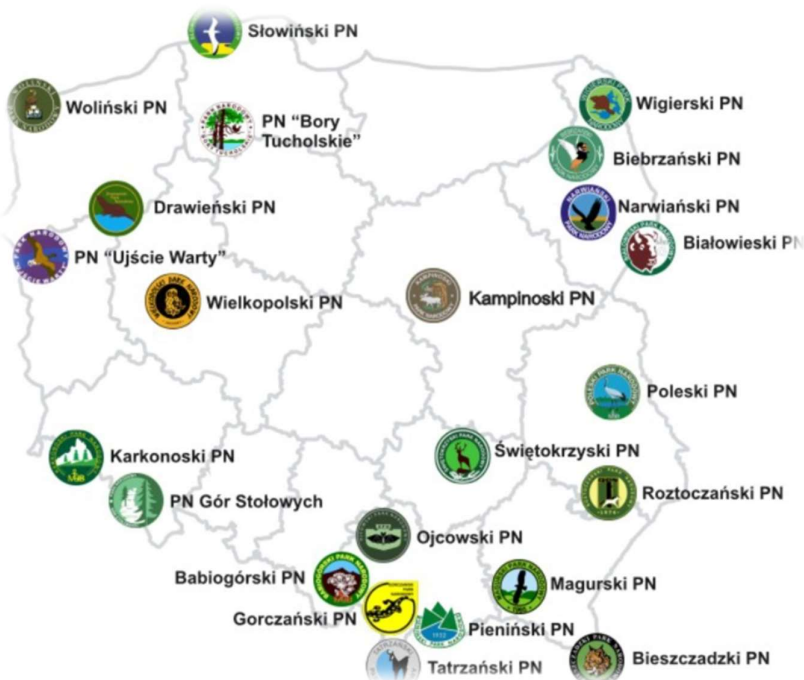 Słowiński PN
Woliński PN
PN “Bory
Tucholskie”
Wigierski PN
Biebrzański PN
Drawieński PN
Narwiański PN
Białowieski PN
PN “Ujście Warty”
Wielkopolski PN
Kampinoski PN
Poleski PN
Karkonoski PN
Świętokrzyski PN
PN Gór Stołowych
Roztoczański PN
Ojcowski PN
Babiogórski PN
Magurski PN
Gorczański PN
Pieniński PN
Tatrzański PN
Bieszczadzki PN